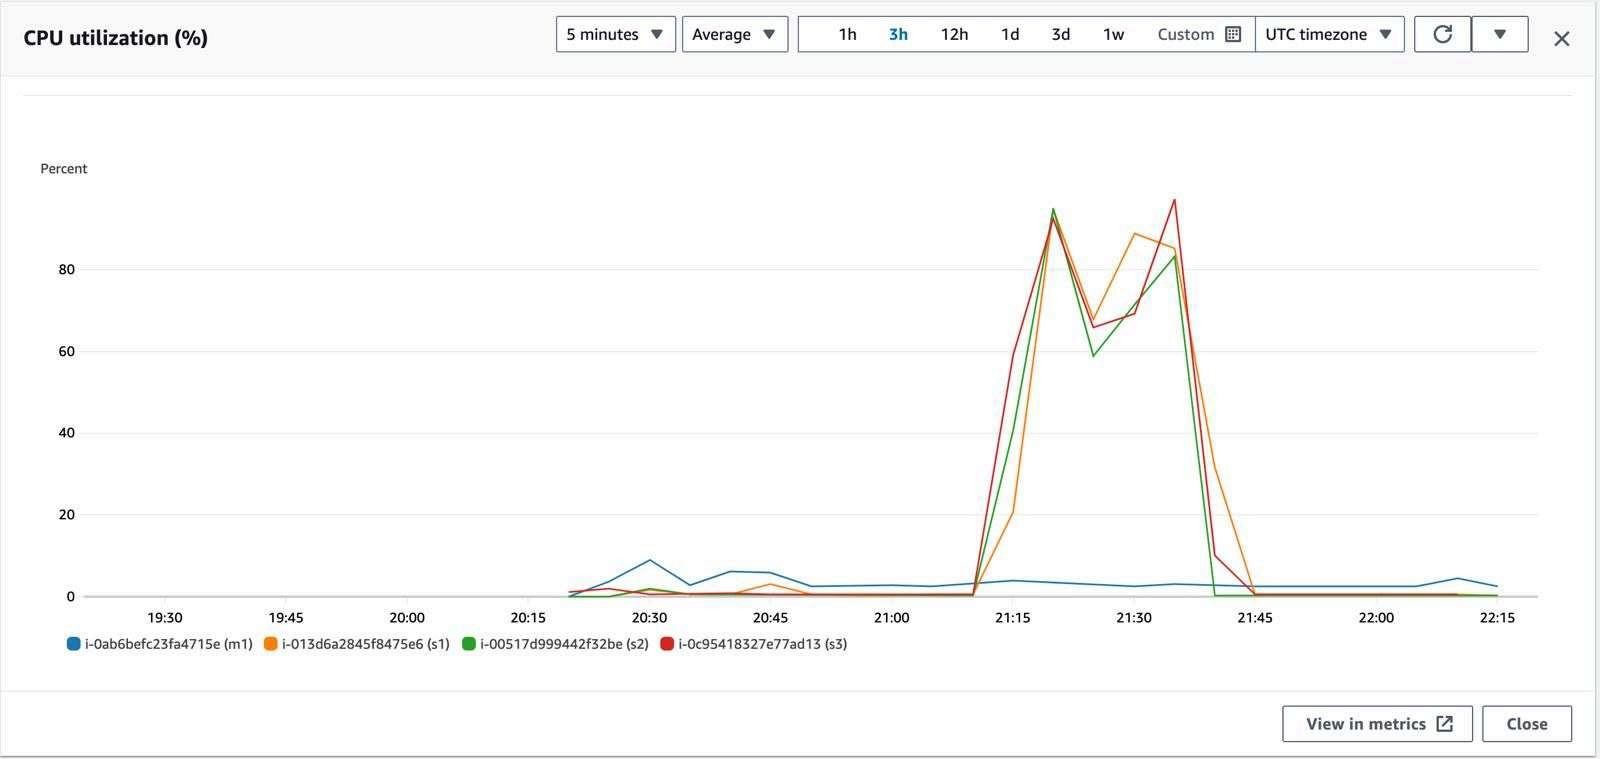 CPU utilization (%)
5 minutes
Average
1h 3h 12h 1d 3d 1w Custom
UTC timezone
Percent
80
60
40
20
0
19:30 19:45 20:00 20:15 20:30 20:45 21:00 21:15 21:30 21:45 22:00 22:15
i-0ab6befc23fa4715e (m1) i-013d6a2845f8475e6 (s1) i-00517d999442f32be (s2) i-0c95418327e77ad13 (s3)
View in metrics
Close